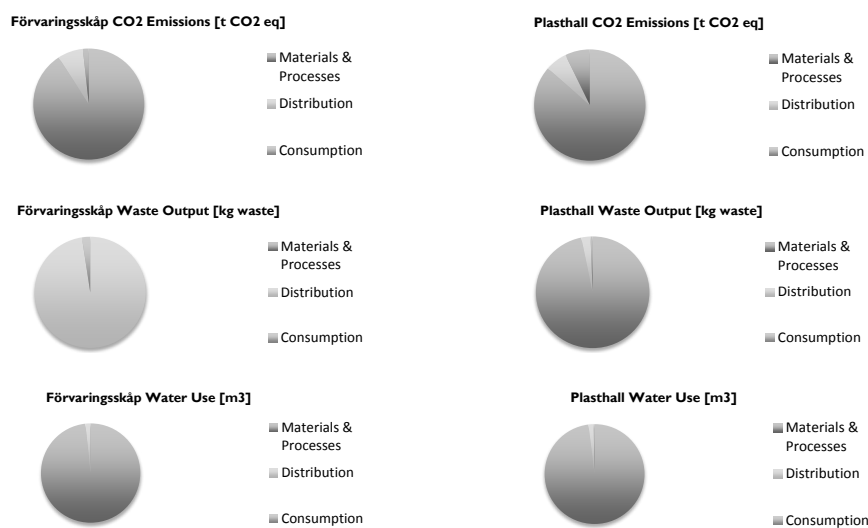 Förvaringsskåp CO2 Emissions [t CO2 eq]
Materials &
Processes
Distribution
Consumption
Plasthall CO2 Emissions [t CO2 eq]
Materials &
Processes
Distribution
Consumption
Förvaringsskåp Waste Output [kg waste]
Materials &
Processes
Distribution
Consumption
Plasthall Waste Output [kg waste]
Materials &
Processes
Distribution
Consumption
Förvaringsskåp Water Use [m3]
Materials &
Processes
Distribution
Consumption
Plasthall Water Use [m3]
Materials &
Processes
Distribution
Consumption